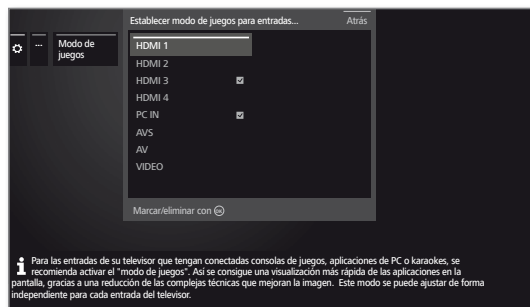 Establecer modo de juegos para entradas... Atrás
... Modo de
juegos
HDMI 1
HDMI 2
HDMI 3
HDMI 4
PC IN
AVS
AV
VIDEO
Marcar/eliminar con OK
Para las entradas de su televisor que tengan conectadas consolas de juegos, aplicaciones de PC o karaokes, se
recomienda activar el "modo de juegos". Así se consigue una visualización más rápida de las aplicaciones en la
pantalla, gracias a una reducción de las complejas técnicas que mejoran la imagen. Este modo se puede ajustar de forma
independiente para cada entrada del televisor.